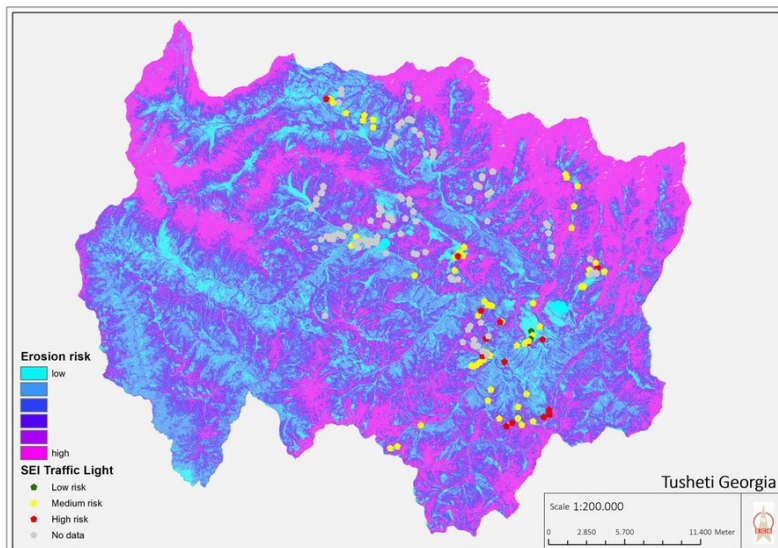 Erosion risk
low
high
SEI Traffic Light
Low risk
Medium risk
High risk
No data
Tusheti Georgia
Scale 1:200.000
0 2.850 5.700 11.400 Meter